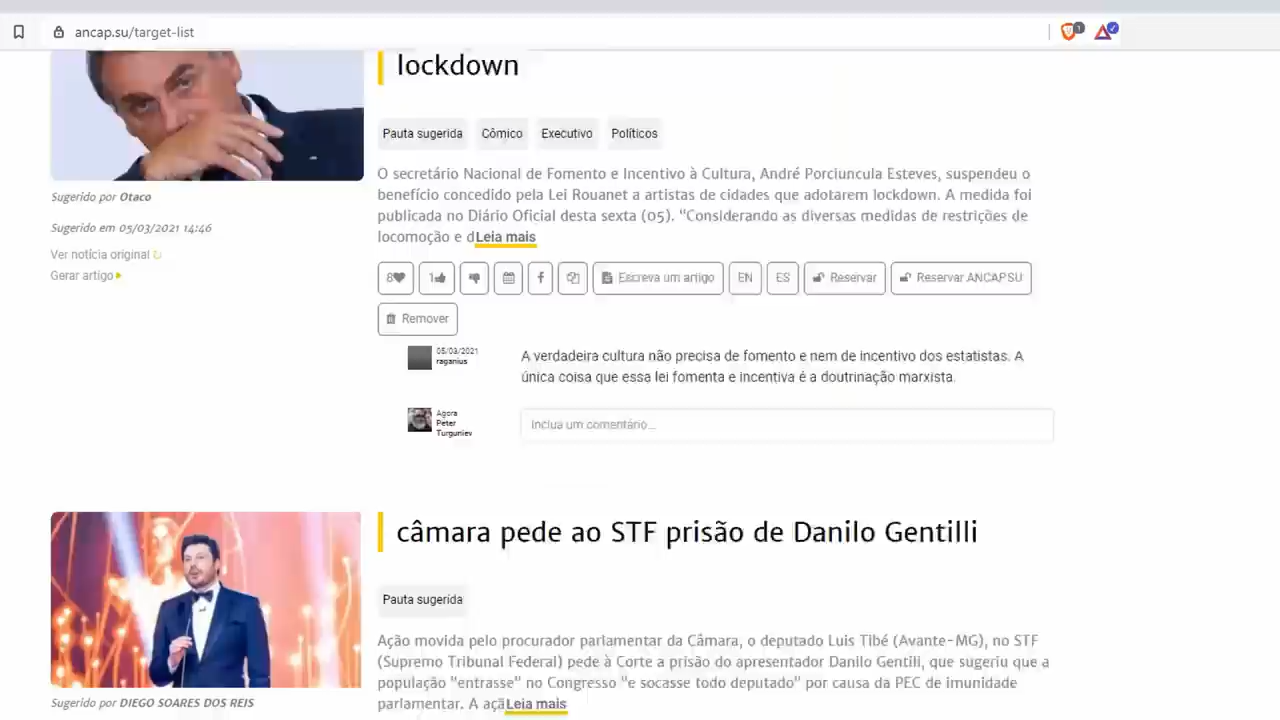 ancap.su/target-list
1
lockdown
Pauta sugerida
Cômico
Executivo
Políticos
O secretário Nacional de Fomento e Incentivo à Cultura, André Porciuncula Esteves, suspendeu o
benefício concedido pela Lei Rouanet a artistas de cidades que adotarem lockdown. A medida foi
publicada no Diário Oficial desta sexta (05). “Considerando as diversas medidas de restrições de
locomoção e dLeia mais
Sugerido por Otaco
Sugerido em 05/03/2021 14:46
Ver notícia original
Gerar artigo
8
1
Escreva um artigo
EN
ES
Reservar
Reservar ANCAPSU
Remover
05/03/2021
raganius
A verdadeira cultura não precisa de fomento e nem de incentivo dos estatistas. A
única coisa que essa lei fomenta e incentiva é a doutrinação marxista.
Agora
Peter
Turguniev
Inclua um comentário...
câmara pede ao STF prisão de Danilo Gentilli
Pauta sugerida
Ação movida pelo procurador parlamentar da Câmara, o deputado Luis Tibé (Avante-MG), no STF
(Supremo Tribunal Federal) pede à Corte a prisão do apresentador Danilo Gentili, que sugeriu que a
população "entrasse" no Congresso "e socasse todo deputado" por causa da PEC de imunidade
parlamentar. A açãLeia mais
Sugerido por DIEGO SOARES DOS REIS